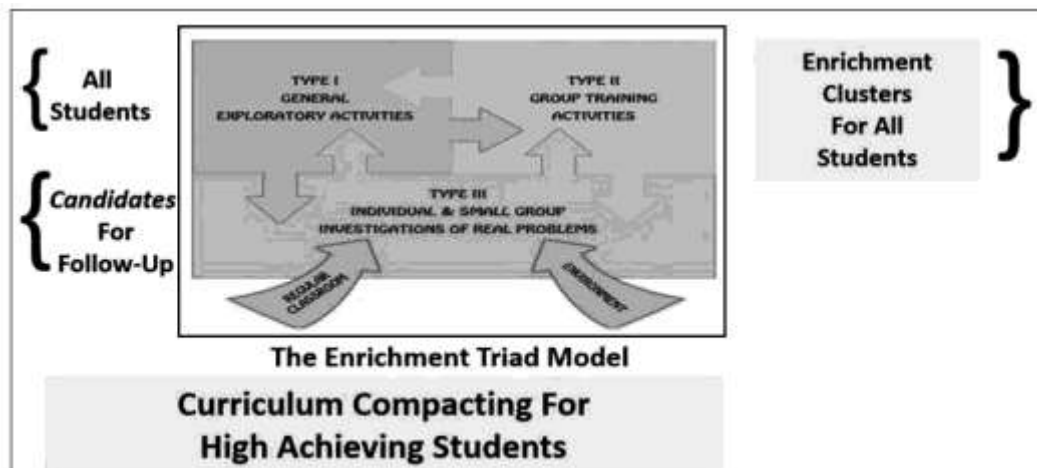 All
Students
Candidates
For
Follow-Up
TYPE I
GENERAL
EXPLORATORY ACTIVITIES
TYPE II
GROUP TRAINING
ACTIVITIES
TYPE III
INDIVIDUAL & SMALL GROUP
INVESTIGATIONS OF REAL PROBLEMS
REGULAR
CLASSROOM
ENVIRONMENT
Enrichment
Clusters
For All
Students
The Enrichment Triad Model
Curriculum Compacting For
High Achieving Students